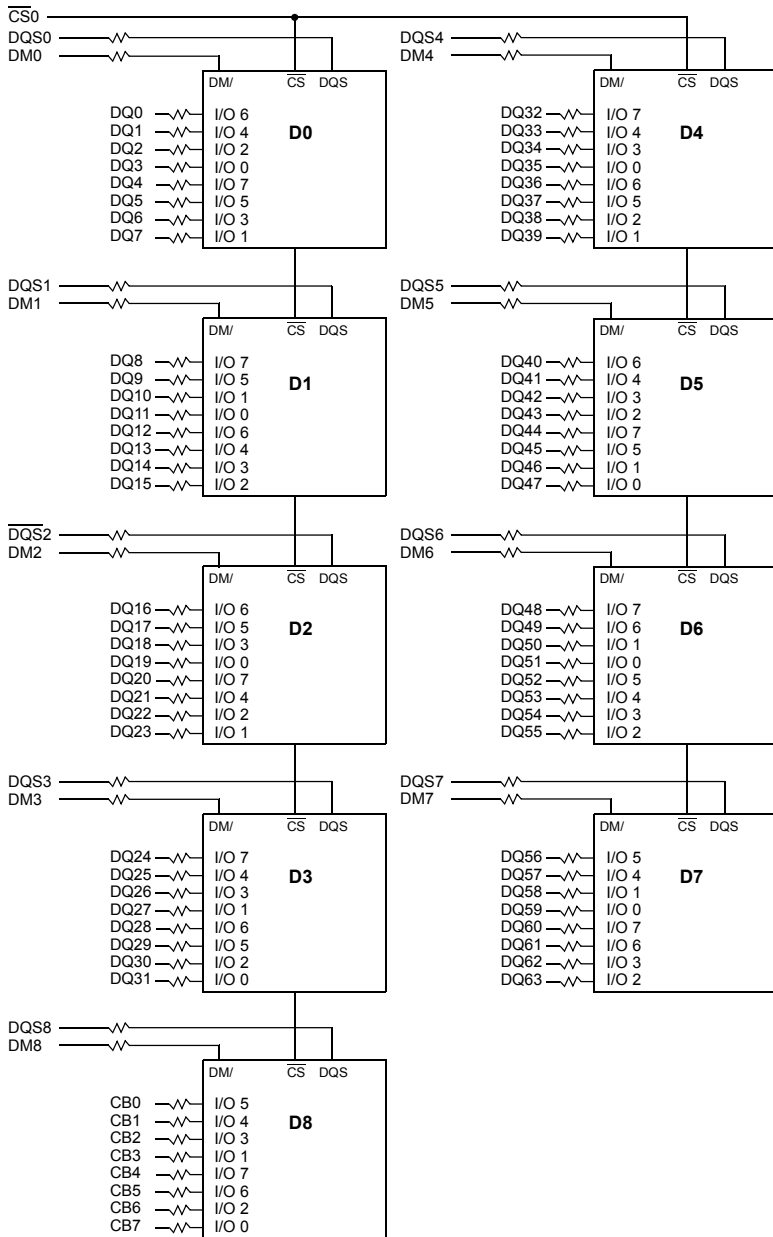 CS0
DQS0
DM0
DM/ CS DQS
D0
DQ0 I/O 6
DQ1 I/O 4
DQ2 I/O 2
DQ3 I/O 0
DQ4 I/O 7
DQ5 I/O 5
DQ6 I/O 3
DQ7 I/O 1
DQS1
DM1
DM/ CS DQS
D1
DQ8 I/O 7
DQ9 I/O 5
DQ10 I/O 1
DQ11 I/O 0
DQ12 I/O 6
DQ13 I/O 4
DQ14 I/O 3
DQ15 I/O 2
DQS2
DM2
DM/ CS DQS
D2
DQ16 I/O 6
DQ17 I/O 5
DQ18 I/O 3
DQ19 I/O 0
DQ20 I/O 7
DQ21 I/O 4
DQ22 I/O 2
DQ23 I/O 1
DQS3
DM3
DM/ CS DQS
D3
DQ24 I/O 7
DQ25 I/O 4
DQ26 I/O 3
DQ27 I/O 1
DQ28 I/O 6
DQ29 I/O 5
DQ30 I/O 2
DQ31 I/O 0
DQS8
DM8
DM/ CS DQS
D8
CB0 I/O 5
CB1 I/O 4
CB2 I/O 3
CB3 I/O 1
CB4 I/O 7
CB5 I/O 6
CB6 I/O 2
CB7 I/O 0
DQS4
DM4
DM/ CS DQS
D4
DQ32 I/O 7
DQ33 I/O 4
DQ34 I/O 3
DQ35 I/O 0
DQ36 I/O 6
DQ37 I/O 5
DQ38 I/O 2
DQ39 I/O 1
DQS5
DM5
DM/ CS DQS
D5
DQ40 I/O 6
DQ41 I/O 4
DQ42 I/O 3
DQ43 I/O 2
DQ44 I/O 7
DQ45 I/O 5
DQ46 I/O 1
DQ47 I/O 0
DQS6
DM6
DM/ CS DQS
D6
DQ48 I/O 7
DQ49 I/O 6
DQ50 I/O 1
DQ51 I/O 0
DQ52 I/O 5
DQ53 I/O 4
DQ54 I/O 3
DQ55 I/O 2
DQS7
DM7
DM/ CS DQS
D7
DQ56 I/O 5
DQ57 I/O 4
DQ58 I/O 1
DQ59 I/O 0
DQ60 I/O 7
DQ61 I/O 6
DQ62 I/O 3
DQ63 I/O 2